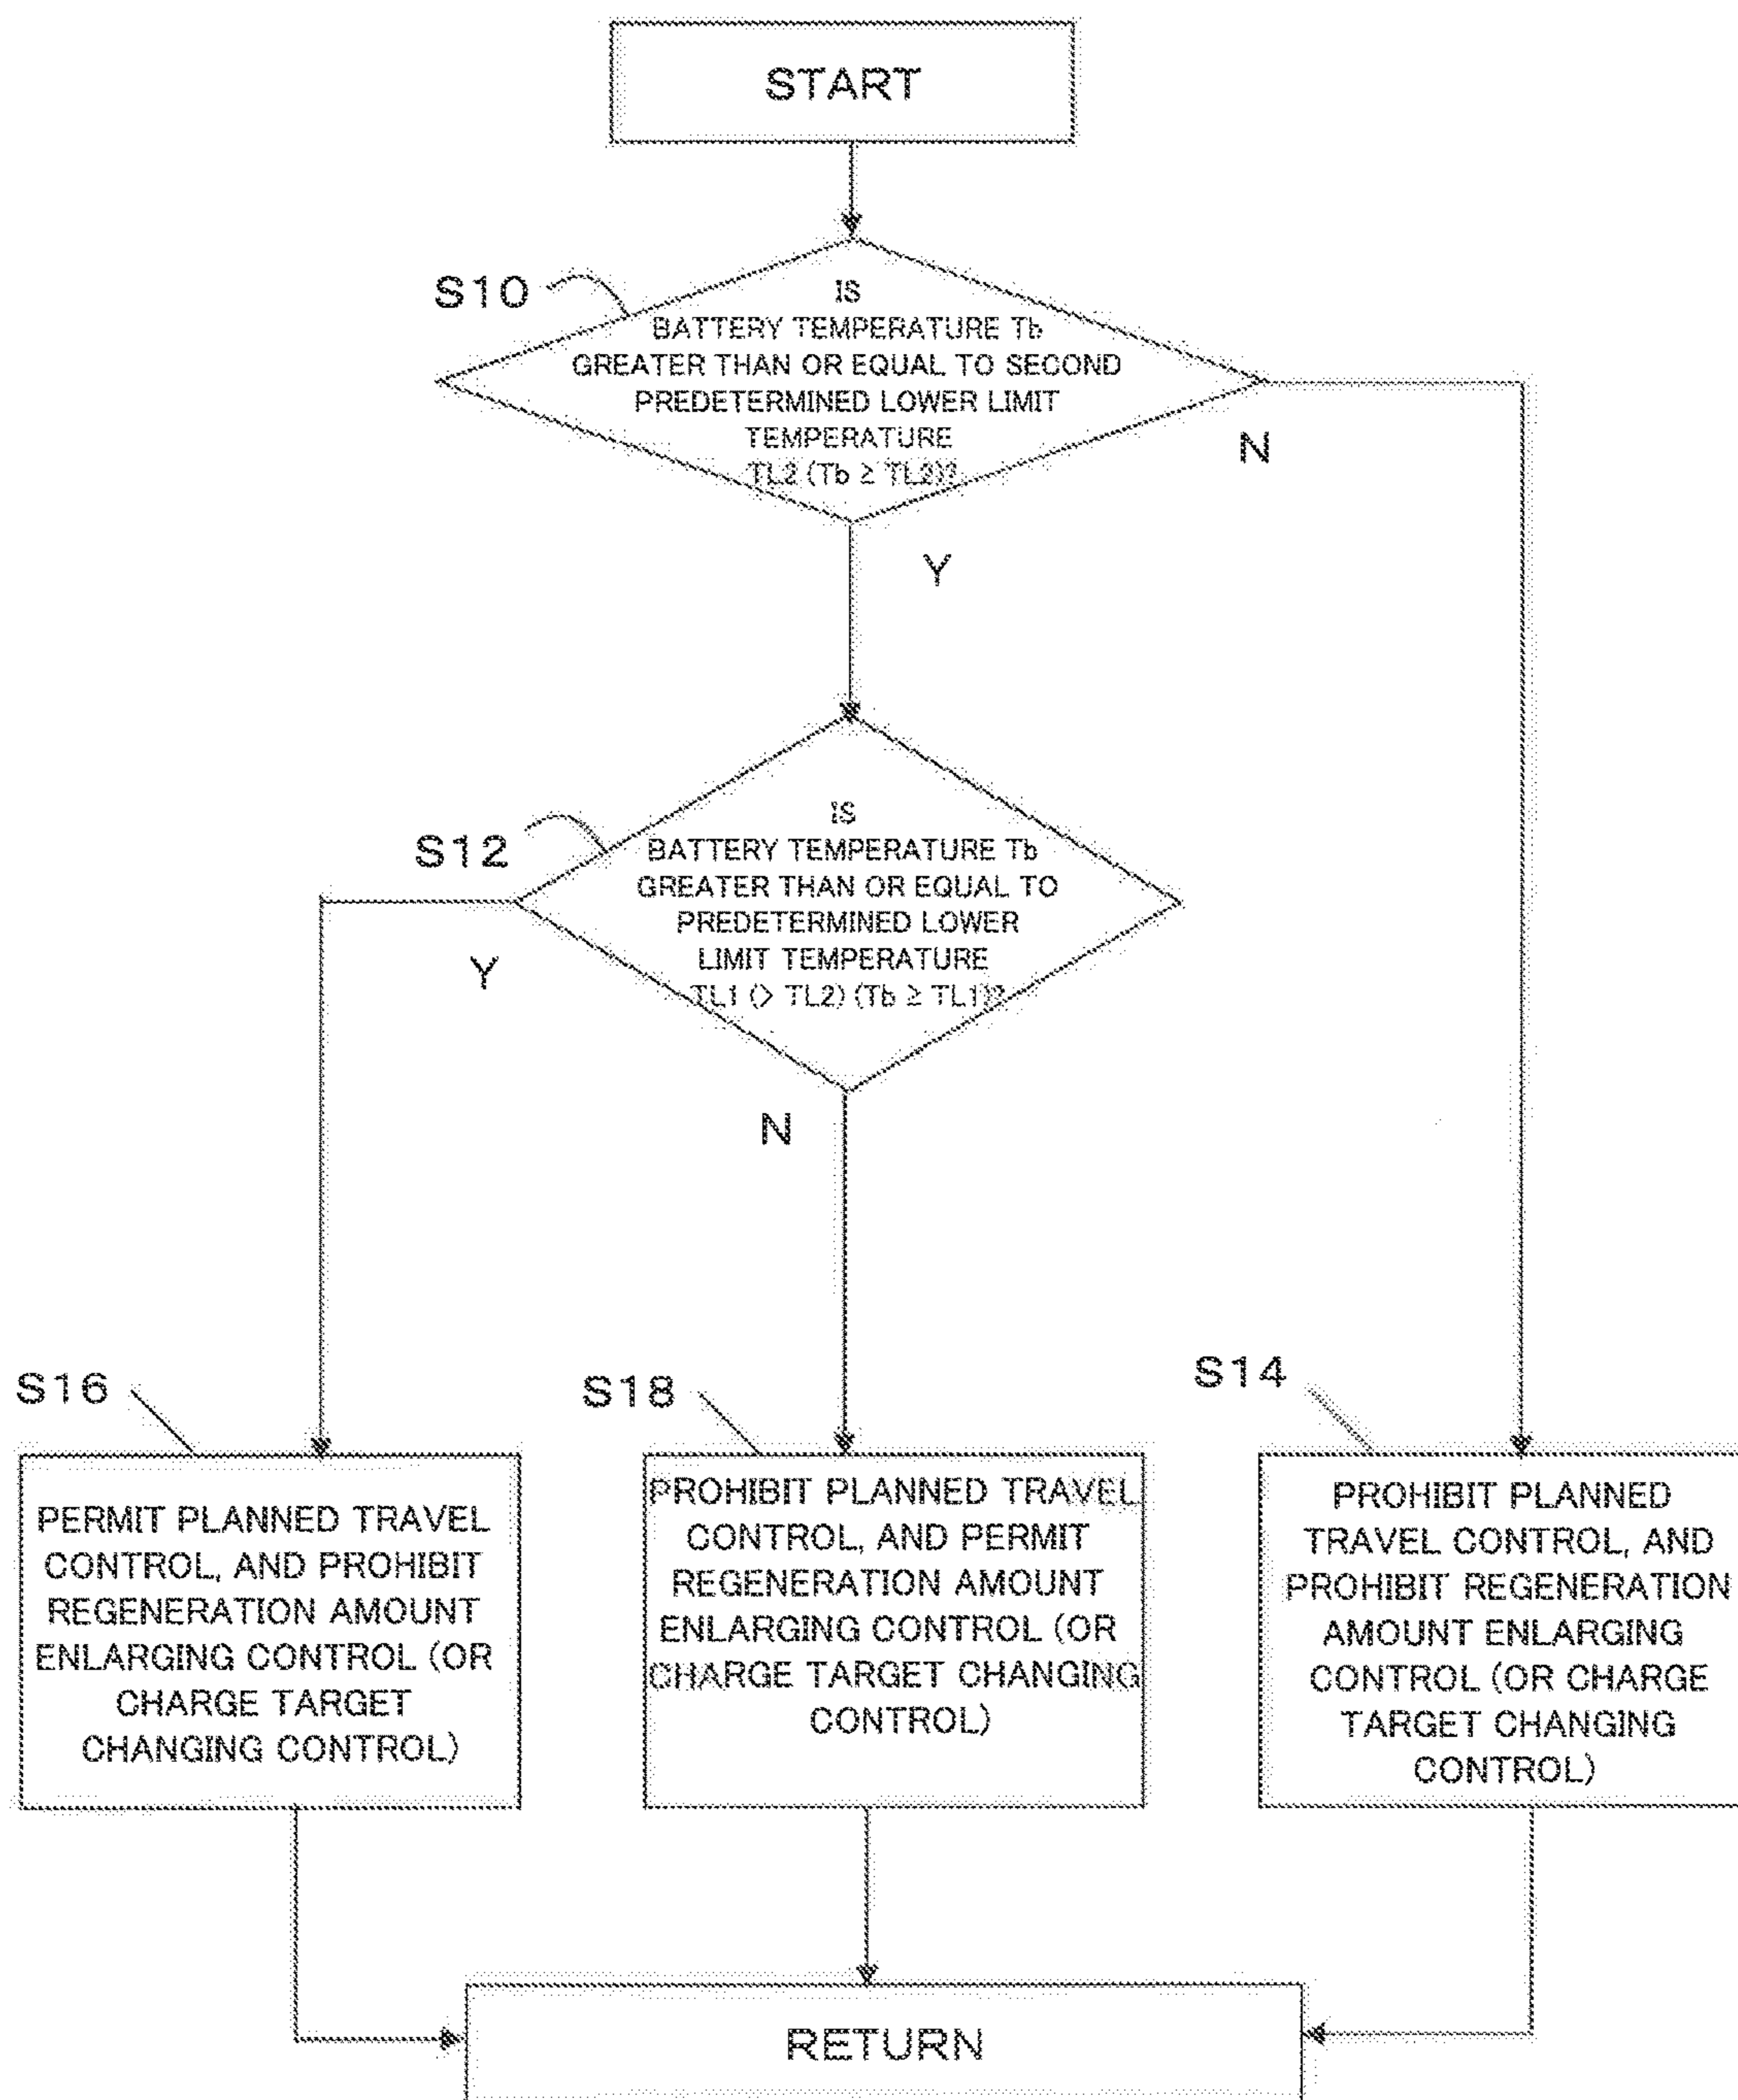 START
S10
IS
BATTERY TEMPERATURE Tb
GREATER THAN OR EQUAL TO SECOND
PREDETERMINED LOWER LIMIT
TEMPERATURE
TL2 (Tb ≥ TL2)?
N
Y
S12
IS
BATTERY TEMPERATURE Tb
GREATER THAN OR EQUAL TO
PREDETERMINED LOWER
LIMIT TEMPERATURE
TL1 (> TL2) (Tb ≥ TL1)?
Y
N
S16
PERMIT PLANNED TRAVEL
CONTROL, AND PROHIBIT
REGENERATION AMOUNT
ENLARGING CONTROL (OR
CHARGE TARGET
CHANGING CONTROL)
S18
PROHIBIT PLANNED TRAVEL
CONTROL, AND PERMIT
REGENERATION AMOUNT
ENLARGING CONTROL (OR
CHARGE TARGET CHANGING
CONTROL)
S14
PROHIBIT PLANNED
TRAVEL CONTROL, AND
PROHIBIT REGENERATION
AMOUNT ENLARGING
CONTROL (OR CHARGE
TARGET CHANGING
CONTROL)
RETURN